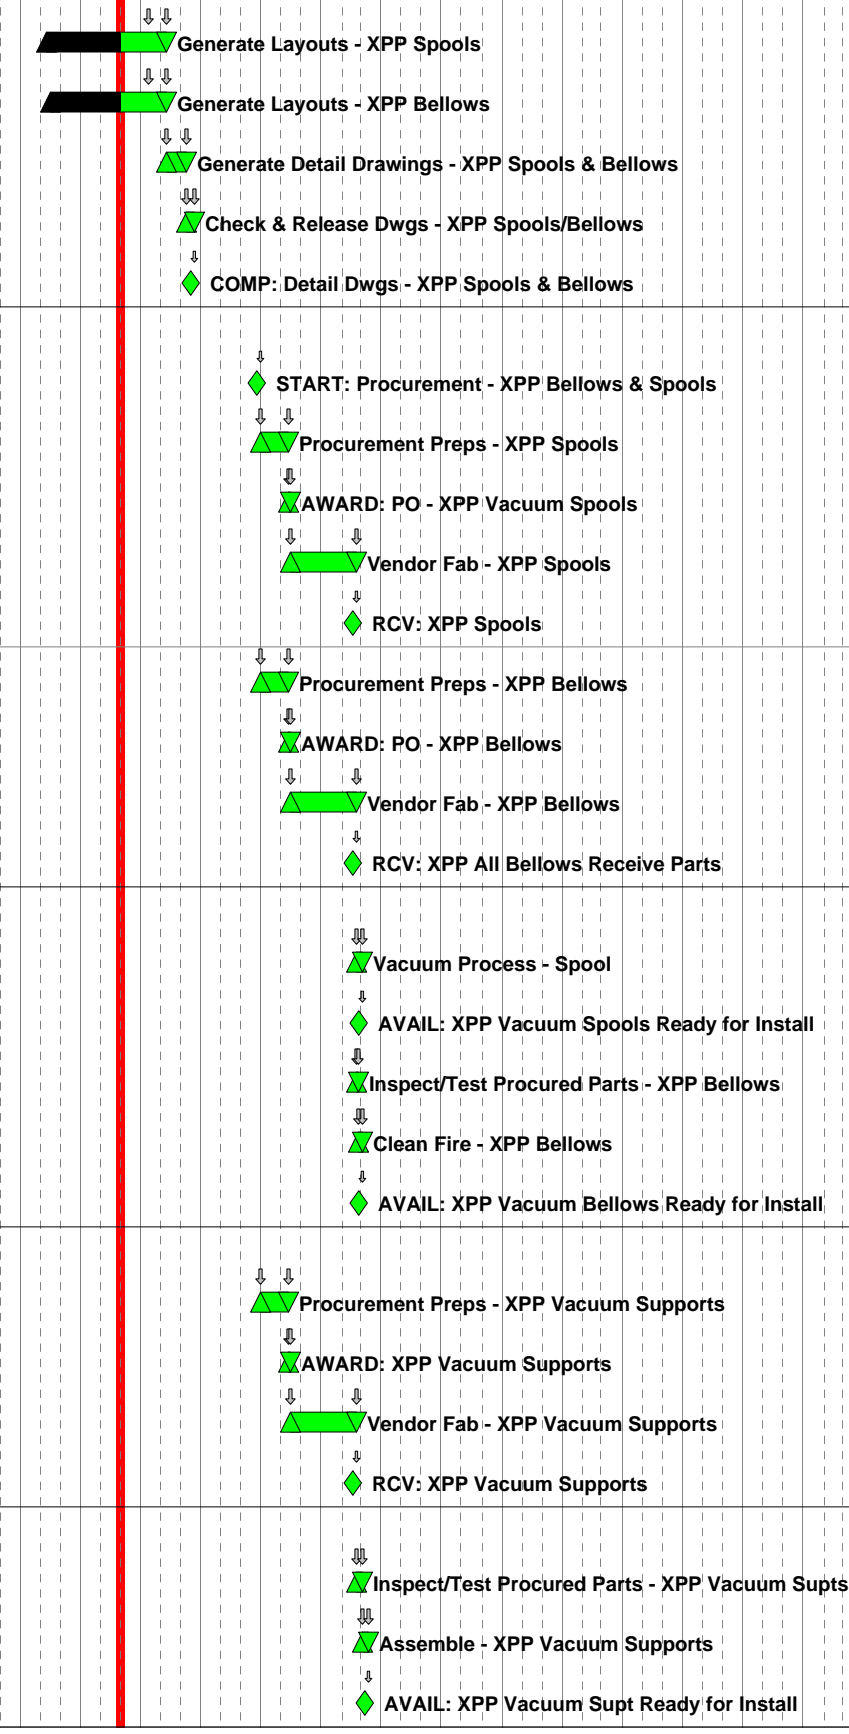 Generate Layouts - XPP Spools
Generate Layouts - XPP Bellows
Generate Detail Drawings - XPP Spools & Bellows
Check & Release Dwgs - XPP Spools/Bellows
COMP: Detail Dwgs - XPP Spools & Bellows
START: Procurement - XPP Bellows & Spools
Procurement Preps - XPP Spools
AWARD: PO - XPP Vacuum Spools
Vendor Fab - XPP Spools
RCV: XPP Spools
Procurement Preps - XPP Bellows
AWARD: PO - XPP Bellows
Vendor Fab - XPP Bellows
RCV: XPP All Bellows Receive Parts
Vacuum Process - Spool
AVAIL: XPP Vacuum Spools Ready for Install
Inspect/Test Procured Parts - XPP Bellows
Clean Fire - XPP Bellows
AVAIL: XPP Vacuum Bellows Ready for Install
Procurement Preps - XPP Vacuum Supports
AWARD: XPP Vacuum Supports
Vendor Fab - XPP Vacuum Supports
RCV: XPP Vacuum Supports
Inspect/Test Procured Parts - XPP Vacuum Supts
Assemble - XPP Vacuum Supports
AVAIL: XPP Vacuum Supt Ready for Install